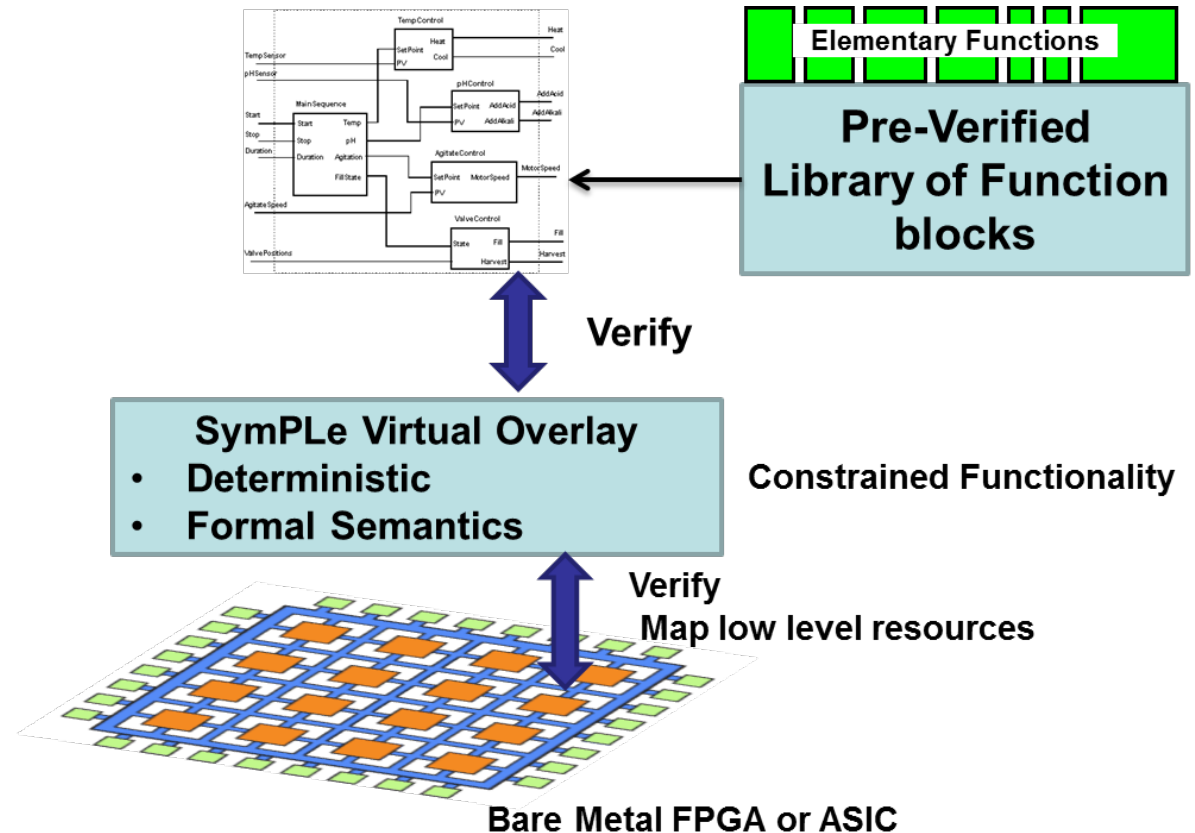 TempControl
Heat
Cool
TempSensor
SetPoint
PV
Heat
Cool
pHSensor
pHControl
SetPoint
PV
AddAcid
AddAlkali
AddAcid
AddAlkali
MainSequence
Start
Stop
Duration
Start
Stop
Duration
Temp
pH
Agitation
FillState
AgitateControl
SetPoint
PV
MotorSpeed
MotorSpeed
AgitateSpeed
ValveControl
State
Fill
Harvest
Fill
Harvest
ValvePositions
Elementary Functions
Pre-Verified
Library of Function
blocks
Verify
SymPLe Virtual Overlay
• Deterministic
• Formal Semantics
Constrained Functionality
Verify
Map low level resources
Bare Metal FPGA or ASIC